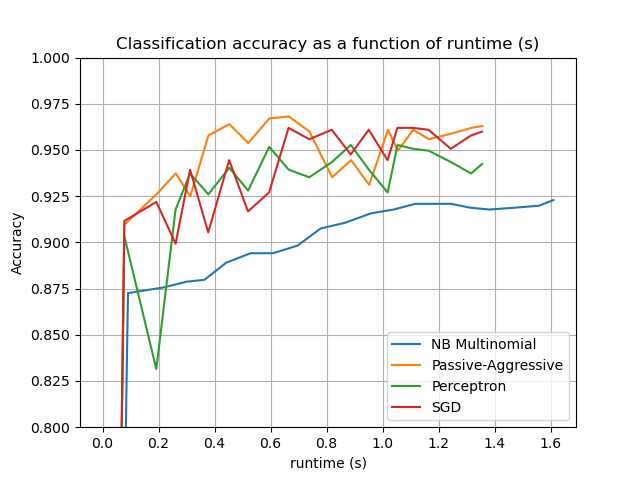 Classification accuracy as a function of runtime (s)
1.000
0.975
0.950
0.925
0.900
0.875
0.850
0.825
0.800
Accuracy
NB Multinomial
Passive-Aggressive
Perceptron
SGD
0.0 0.2 0.4 0.6 0.8 1.0 1.2 1.4 1.6
runtime (s)